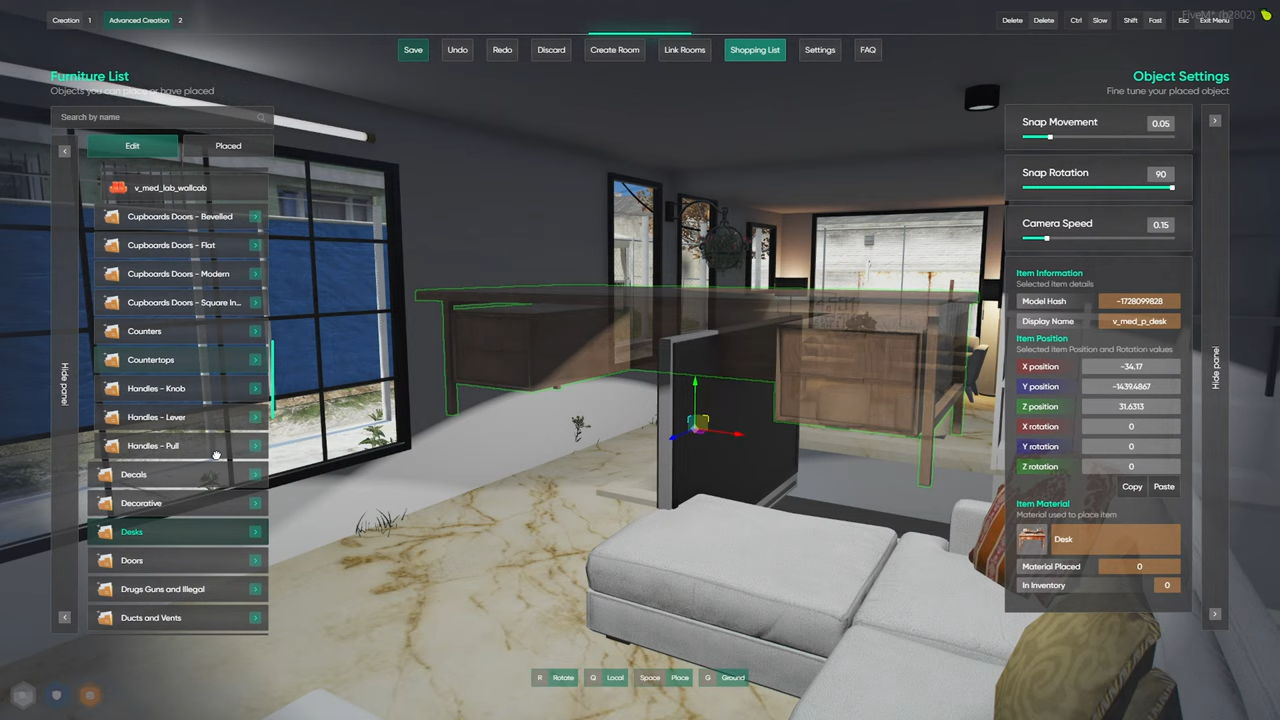 Creation 1 Advanced Creation 2
Delete Delete Ctrl Slow Shift Fast Esc Exit Menu
FiveM* (b2802)
Save Undo Redo Discard Create Room Link Rooms Shopping List Settings FAQ
Furniture List
Objects you can place or have placed
Search by name
Edit Placed
Hide panel
v_med_lab_wallcab
Cupboards Doors - Bevelled
Cupboards Doors - Flat
Cupboards Doors - Modern
Cupboards Doors - Square In...
Counters
Countertops
Handles - Knob
Handles - Lever
Handles - Pull
Decals
Decorative
Desks
Doors
Drugs Guns and Illegal
Ducts and Vents
Object Settings
Fine tune your placed object
Snap Movement 0.05
Snap Rotation 90
Camera Speed 0.15
Item Information
Selected item details
Model Hash -1728099828
Display Name v_med_p_desk
Item Position
Selected Item Position and Rotation values
X position -34.17
Y position -1439.4867
Z position 31.6313
X rotation 0
Y rotation 0
Z rotation 0
Copy Paste
Item Material
Material used to place item
Desk
Material Placed 0
In Inventory 0
Hide panel
R Rotate Q Local Space Place G Ground